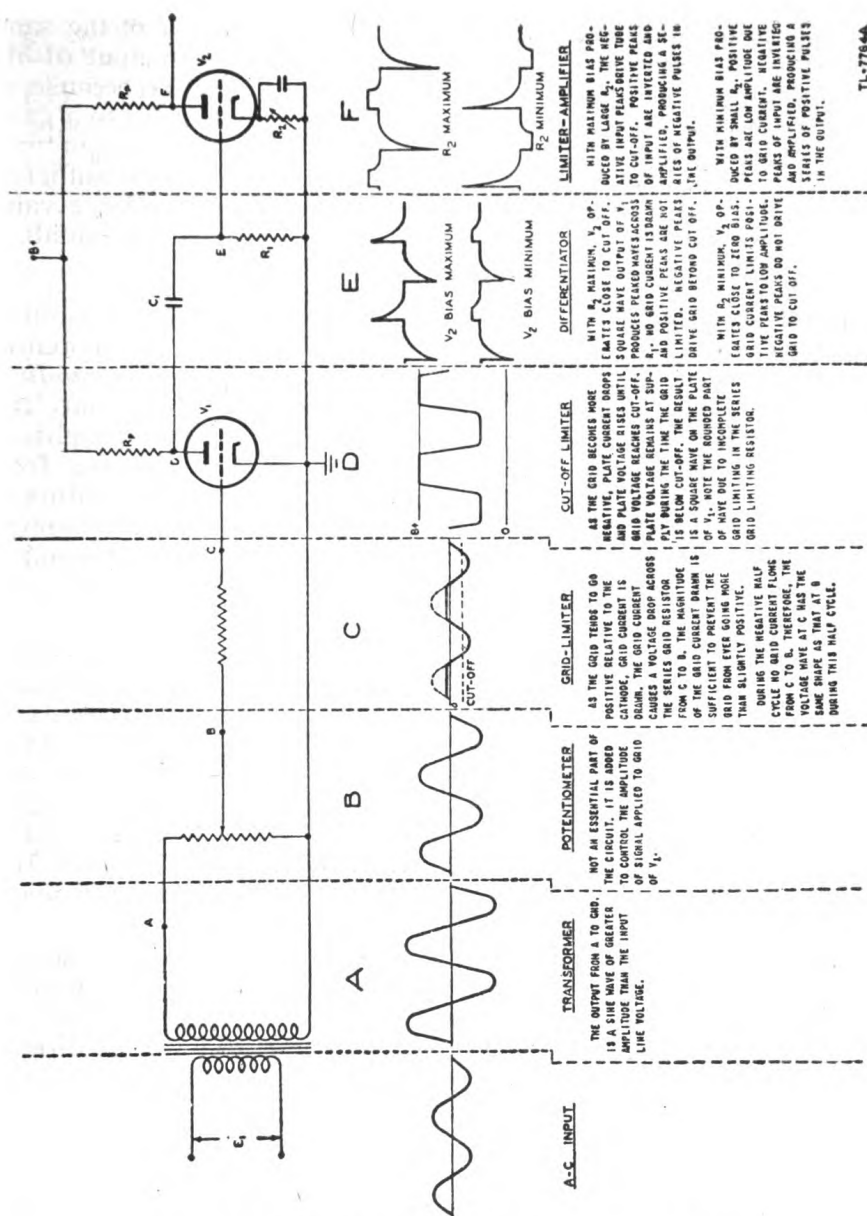 E₁
A
B
C
Rₚ
C
V₁
B+
C₁
E
R₁
Rₚ
F
V₂
R₂
A
B
C
D
E
F
CUT-OFF
O
B+
O
V₂ BIAS MAXIMUM
V₂ BIAS MINIMUM
R₂ MAXIMUM
R₂ MINIMUM
A-C INPUT
TRANSFORMER
THE OUTPUT FROM A TO GND.
IS A SINE WAVE OF GREATER
AMPLITUDE THAN THE INPUT
LINE VOLTAGE.
POTENTIOMETER
NOT AN ESSENTIAL PART OF
THE CIRCUIT. IT IS ADDED
TO CONTROL THE AMPLITUDE
OF SIGNAL APPLIED TO GRID
OF V₁.
GRID-LIMITER
AS THE GRID TENDS TO GO
POSITIVE RELATIVE TO THE
CATHODE, GRID CURRENT IS
DRAWN. THE GRID CURRENT
CAUSES A VOLTAGE DROP ACROSS
THE SERIES GRID RESISTOR
FROM C TO B. THE MAGNITUDE
OF THE GRID CURRENT DRAWN IS
SUFFICIENT TO PREVENT THE
GRID FROM EVER GOING MORE
THAN SLIGHTLY POSITIVE.
DURING THE NEGATIVE HALF
CYCLE NO GRID CURRENT FLOWS
FROM C TO B. THEREFORE, THE
VOLTAGE WAVE AT C HAS THE
SAME SHAPE AS THAT AT B
DURING THIS HALF CYCLE.
CUT-OFF LIMITER
AS THE GRID BECOMES MORE
NEGATIVE, PLATE CURRENT DROPS
AND PLATE VOLTAGE RISES UNTIL
GRID VOLTAGE REACHES CUT-OFF.
PLATE VOLTAGE REMAINS AT SUP-
PLY DURING THE TIME THE GRID
IS BELOW CUT-OFF. THE RESULT
IS A SQUARE WAVE ON THE PLATE
OF V₁. NOTE THE ROUNDED PART
OF WAVE DUE TO INCOMPLETE
GRID LIMITING IN THE SERIES
GRID LIMITING RESISTOR.
DIFFERENTIATOR
WITH R₂ MAXIMUM, V₂ OP-
ERATES CLOSE TO CUT OFF.
SQUARE WAVE OUTPUT OF V₁
PRODUCES PEAKED WAVES ACROSS
R₁. NO GRID CURRENT IS DRAWN
AND POSITIVE PEAKS ARE NOT
LIMITED. NEGATIVE PEAKS
DRIVE GRID BEYOND CUT OFF.
WITH R₂ MINIMUM, V₂ OP-
ERATES CLOSE TO ZERO BIAS.
GRID CURRENT LIMITS POSI-
TIVE PEAKS TO LOW AMPLITUDE.
NEGATIVE PEAKS DO NOT DRIVE
GRID TO CUT OFF.
LIMITER-AMPLIFIER
WITH MAXIMUM BIAS PRO-
DUCED BY LARGE R₂, THE NEG-
ATIVE INPUT PEAKS DRIVE TUBE
TO CUT-OFF. POSITIVE PEAKS
OF INPUT ARE INVERTED AND
AMPLIFIED, PRODUCING A SE-
RIES OF NEGATIVE PULSES IN
THE OUTPUT.
WITH MINIMUM BIAS PRO-
DUCED BY SMALL R₂, POSITIVE
PEAKS ARE LOW AMPLITUDE DUE
TO GRID CURRENT. NEGATIVE
PEAKS OF INPUT ARE INVERTED
AND AMPLIFIED, PRODUCING A
SERIES OF POSITIVE PULSES
IN THE OUTPUT.
TL-7764A